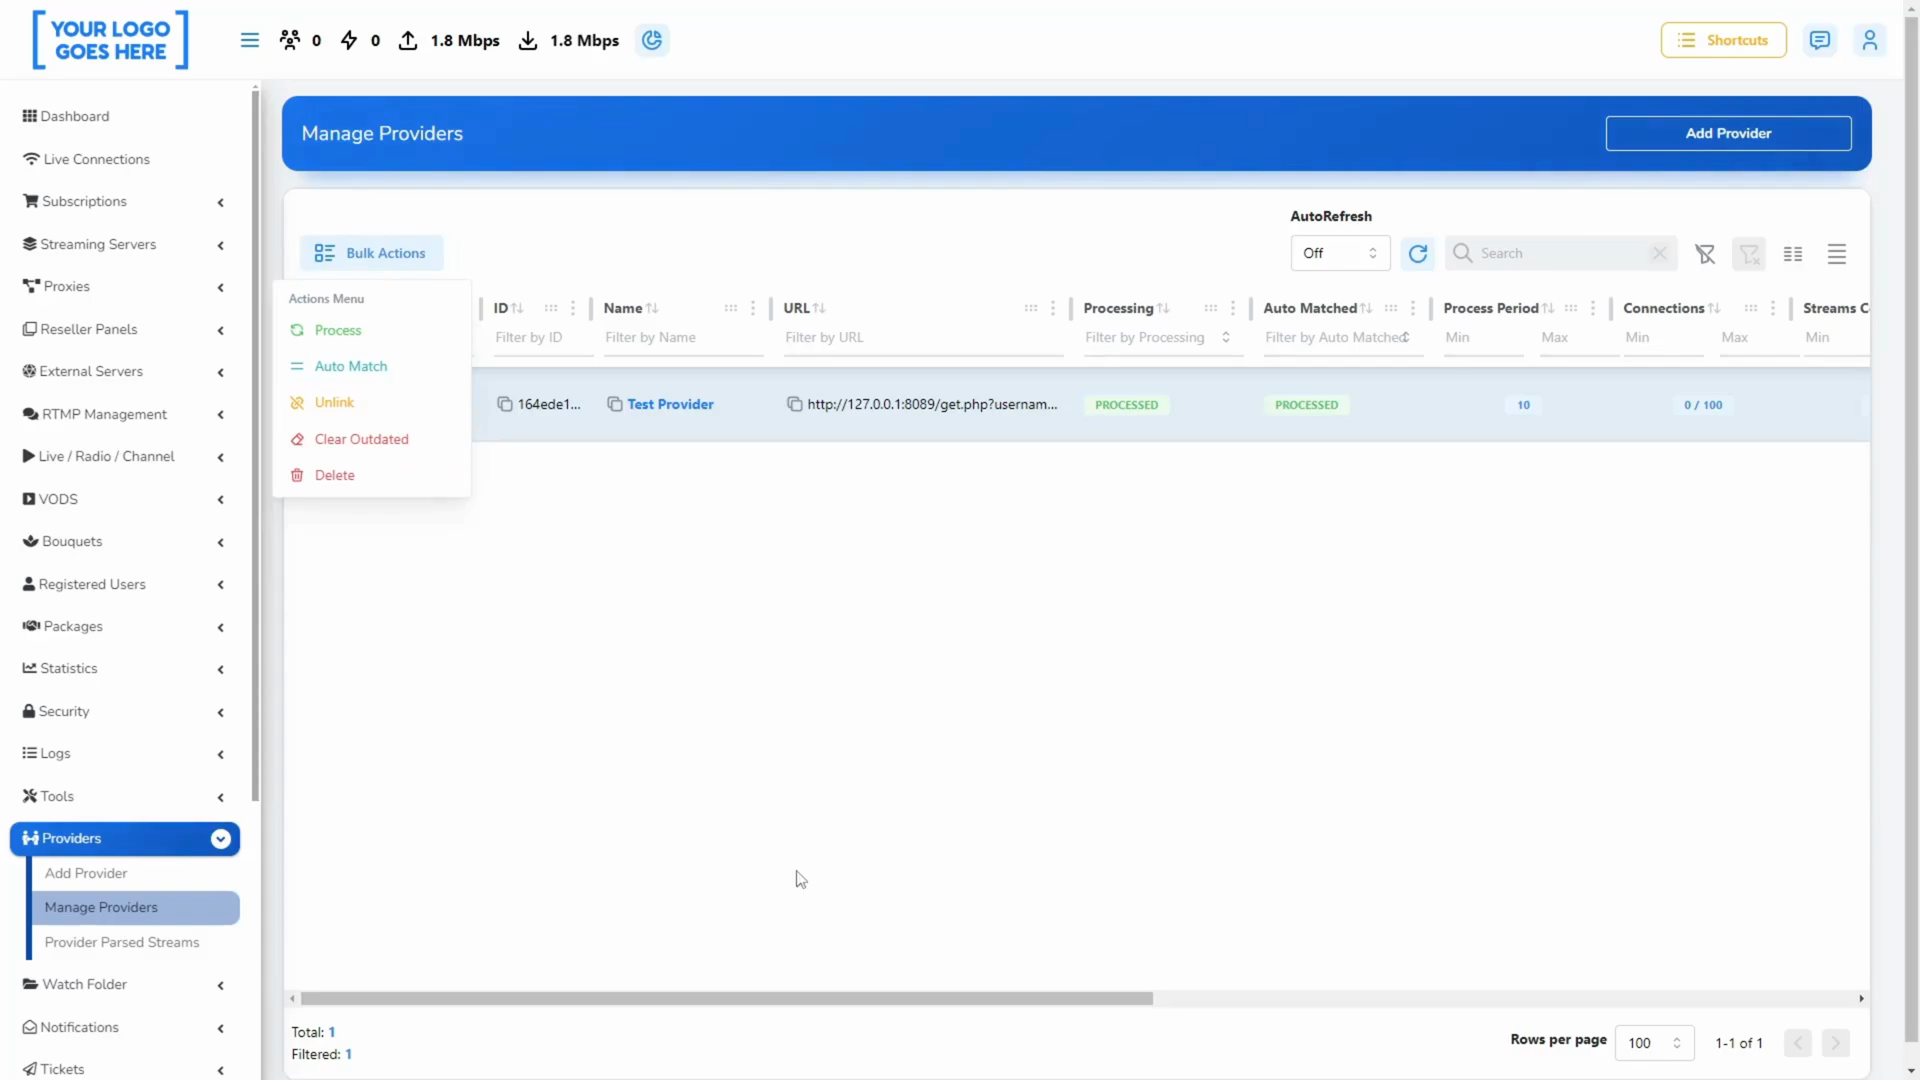 YOUR LOGO
GOES HERE
0
0
1.8 Mbps
1.8 Mbps
Shortcuts
Dashboard
Live Connections
Subscriptions
Streaming Servers
Proxies
Reseller Panels
External Servers
RTMP Management
Live / Radio / Channel
VODS
Bouquets
Registered Users
Packages
Statistics
Security
Logs
Tools
Providers
Add Provider
Manage Providers
Provider Parsed Streams
Watch Folder
Notifications
Tickets
Manage Providers
Add Provider
AutoRefresh
Bulk Actions
Off
Search
Actions Menu
Process
Auto Match
Unlink
Clear Outdated
Delete
ID
Name
URL
Processing
Auto Matched
Process Period
Connections
Streams C
Filter by ID
Filter by Name
Filter by URL
Filter by Processing
Filter by Auto Matched
Min
Max
Min
Max
Min
164ede1...
Test Provider
http://127.0.0.1:8089/get.php?usernam...
PROCESSED
PROCESSED
10
0 / 100
Total: 1
Filtered: 1
Rows per page
100
1-1 of 1